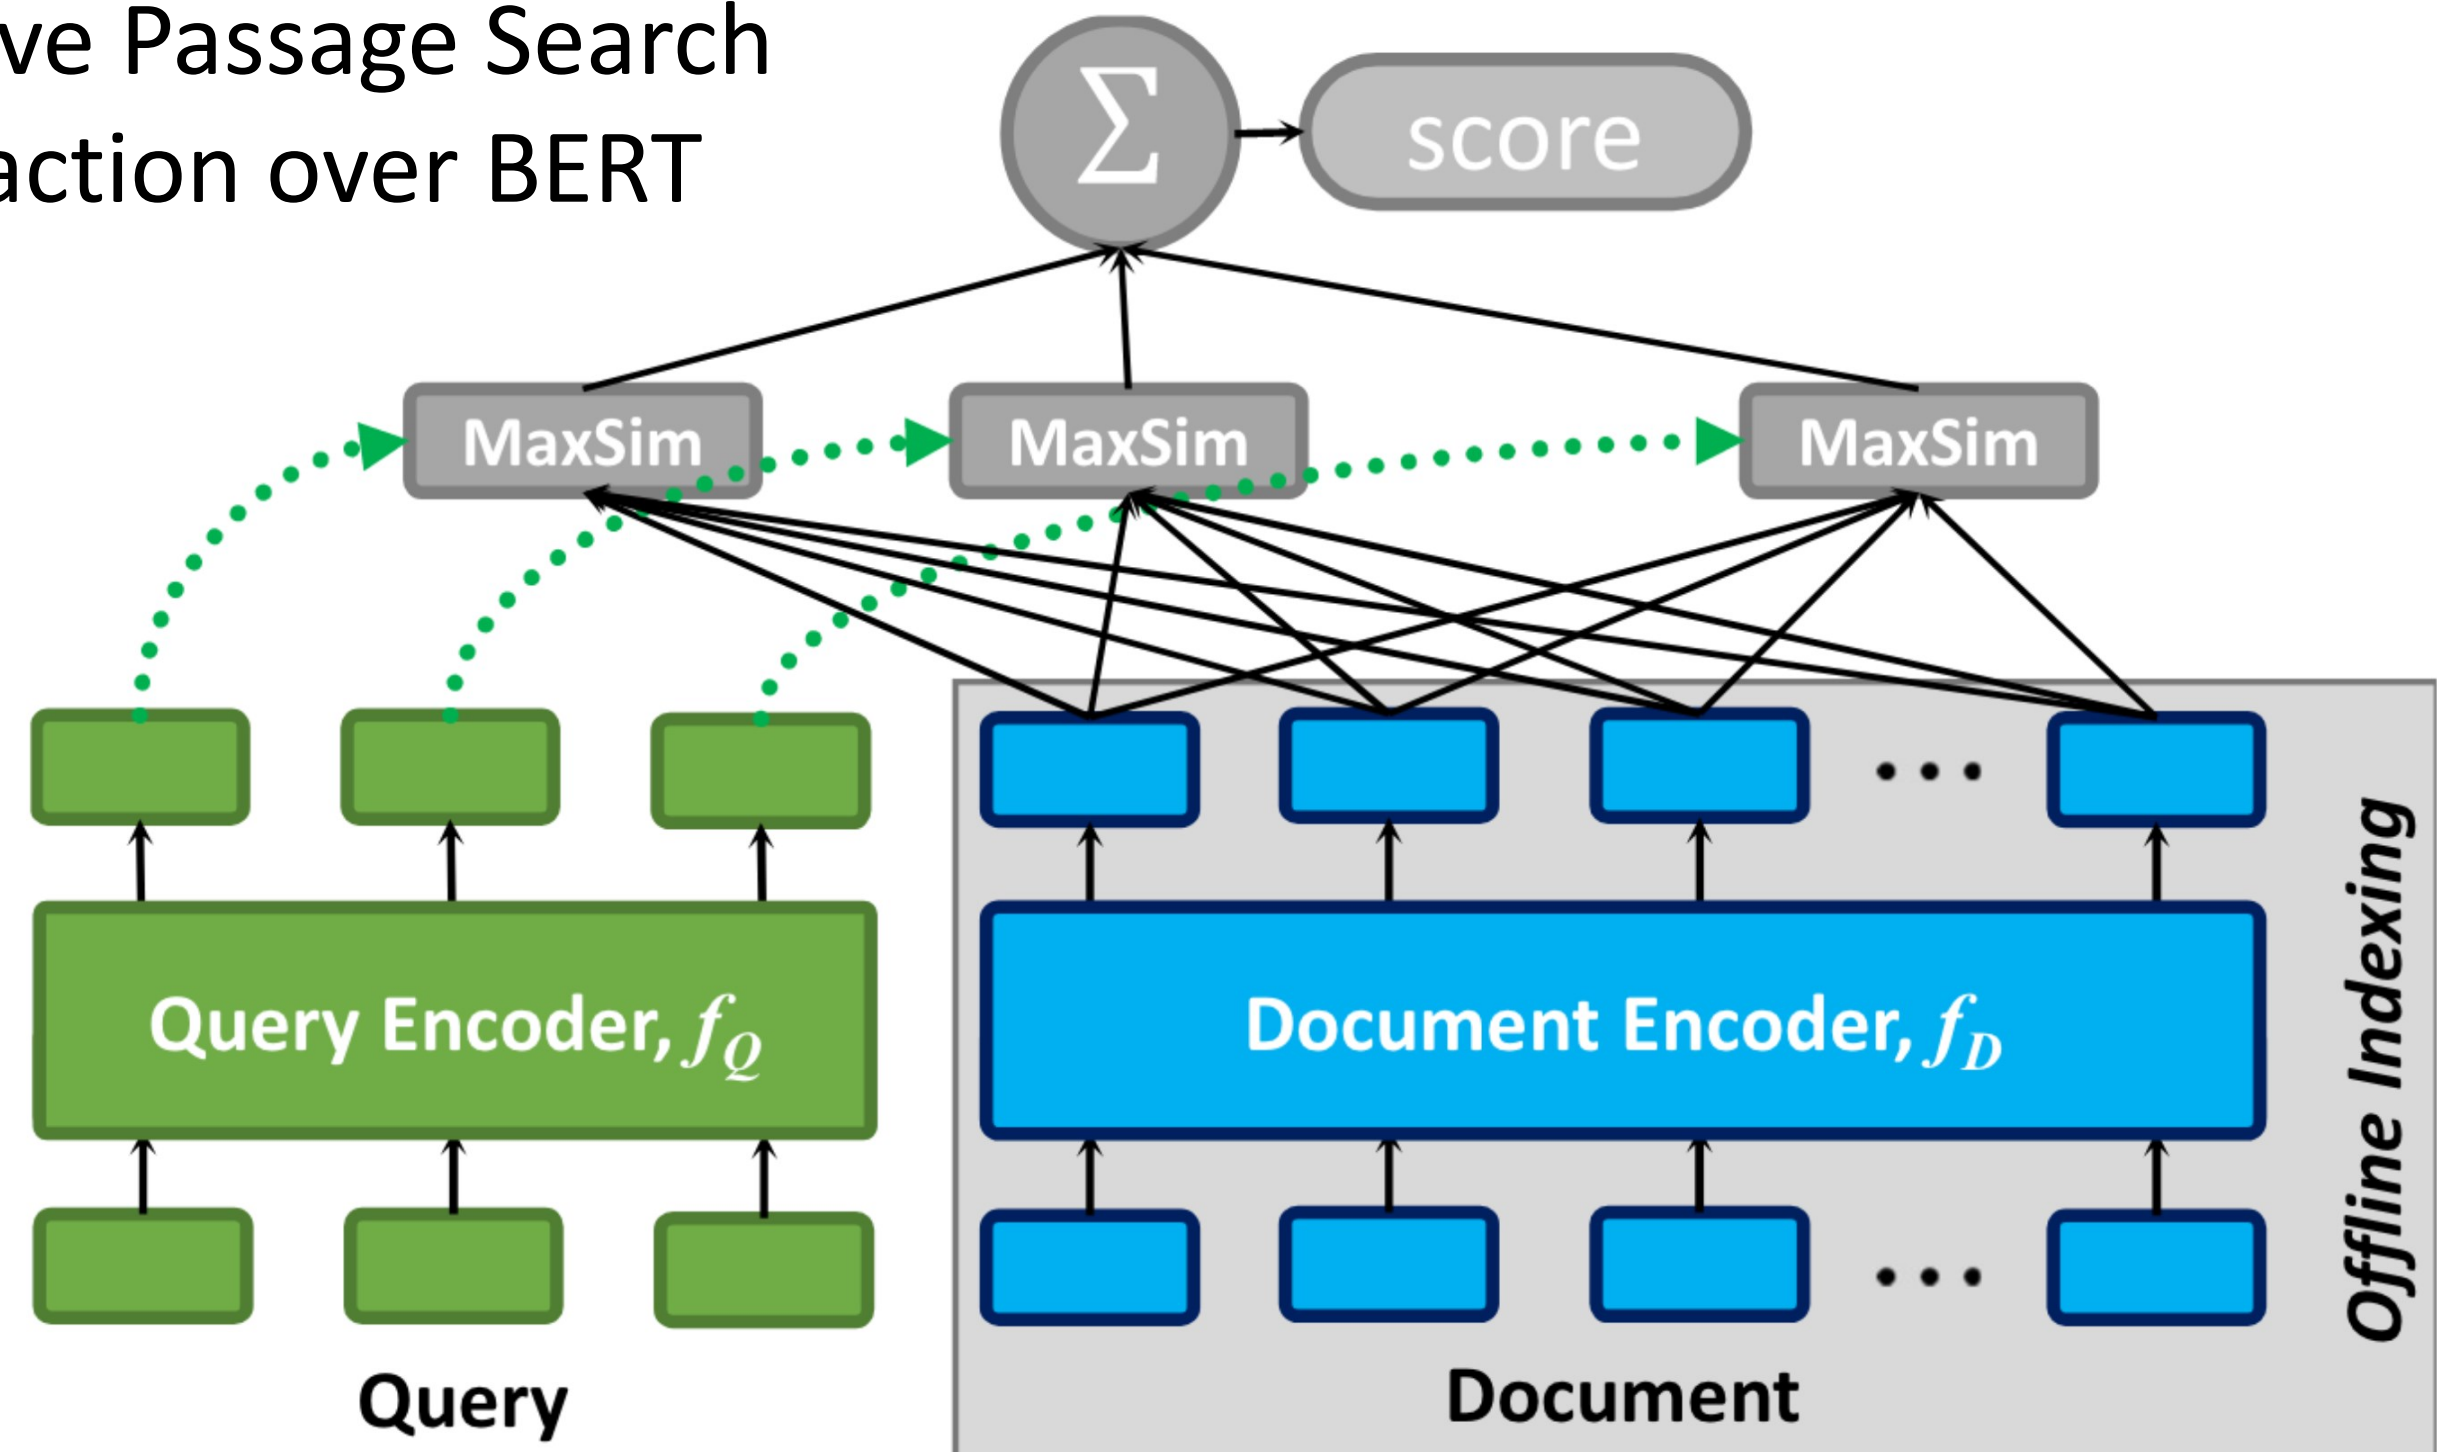 ve Passage Search
action over BERT
Σ
score
MaxSim MaxSim MaxSim
Query Encoder, f_Q
Document Encoder, f_D
Offline Indexing
Query
Document